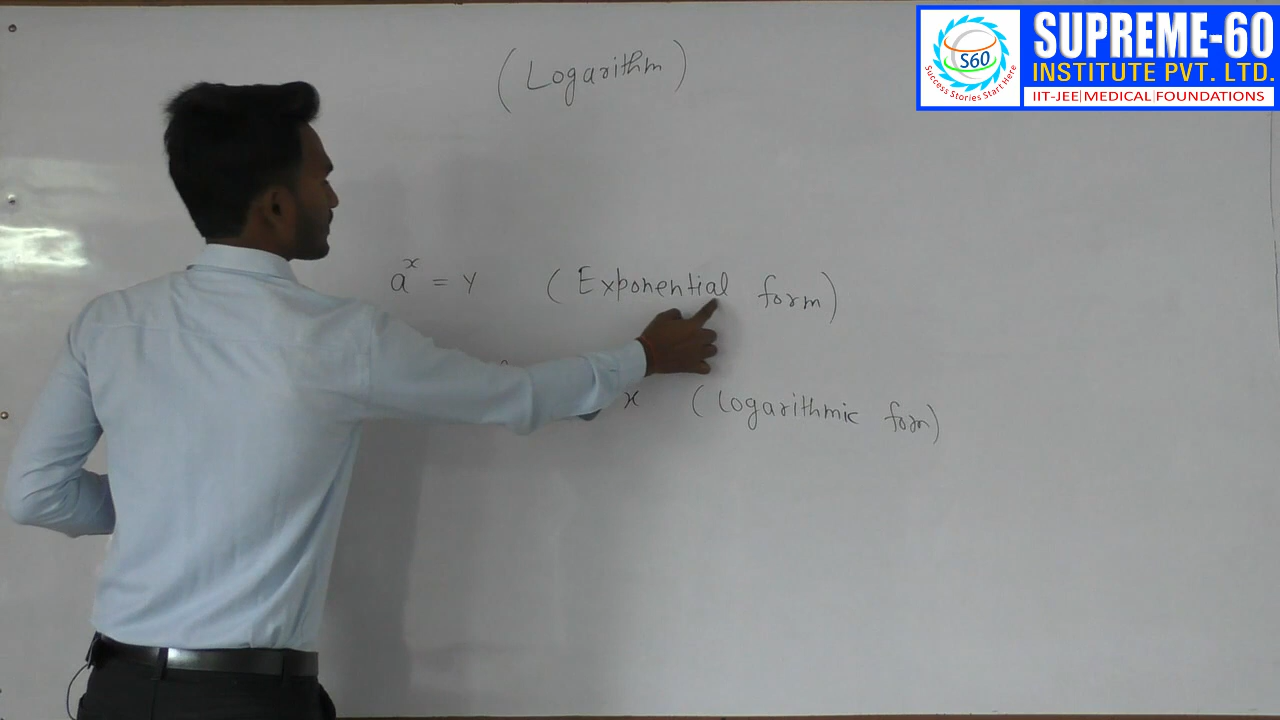 (Logarithm)
SUPREME-60
INSTITUTE PVT. LTD.
IIT-JEE|MEDICAL|FOUNDATIONS
S60
Success Stories Start Here
aˣ = y (Exponential form)
x (logarithmic form)